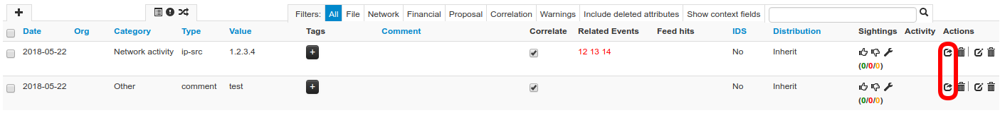 + Filters: All File Network Financial Proposal Correlation Warnings Include deleted attributes Show context fields
Date Org Category Type Value Tags Comment Correlate Related Events Feed hits IDS Distribution Sightings Activity Actions
2018-05-22 Network activity ip-src 1.2.3.4 + 12 13 14 No Inherit
(0/0/0)
2018-05-22 Other comment test + No Inherit
(0/0/0)